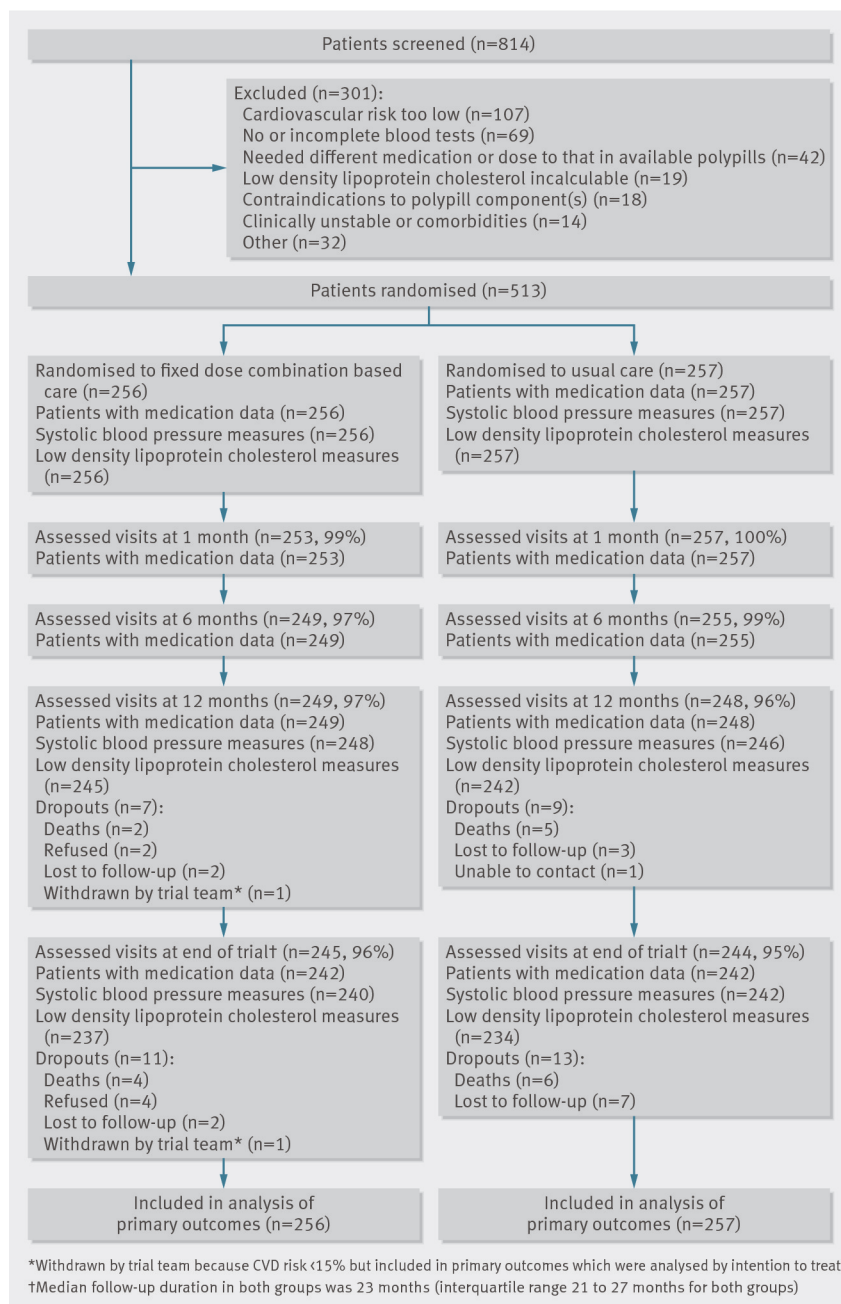 Patients screened (n=814)
Excluded (n=301):
Cardiovascular risk too low (n=107)
No or incomplete blood tests (n=69)
Needed different medication or dose to that in available polypills (n=42)
Low density lipoprotein cholesterol incalculable (n=19)
Contraindications to polypill component(s) (n=18)
Clinically unstable or comorbidities (n=14)
Other (n=32)
Patients randomised (n=513)
Randomised to fixed dose combination based
care (n=256)
Patients with medication data (n=256)
Systolic blood pressure measures (n=256)
Low density lipoprotein cholesterol measures
(n=256)
Randomised to usual care (n=257)
Patients with medication data (n=257)
Systolic blood pressure measures (n=257)
Low density lipoprotein cholesterol measures
(n=257)
Assessed visits at 1 month (n=253, 99%)
Patients with medication data (n=253)
Assessed visits at 1 month (n=257, 100%)
Patients with medication data (n=257)
Assessed visits at 6 months (n=249, 97%)
Patients with medication data (n=249)
Assessed visits at 6 months (n=255, 99%)
Patients with medication data (n=255)
Assessed visits at 12 months (n=249, 97%)
Patients with medication data (n=249)
Systolic blood pressure measures (n=248)
Low density lipoprotein cholesterol measures
(n=245)
Dropouts (n=7):
Deaths (n=2)
Refused (n=2)
Lost to follow-up (n=2)
Withdrawn by trial team* (n=1)
Assessed visits at 12 months (n=248, 96%)
Patients with medication data (n=248)
Systolic blood pressure measures (n=246)
Low density lipoprotein cholesterol measures
(n=242)
Dropouts (n=9):
Deaths (n=5)
Lost to follow-up (n=3)
Unable to contact (n=1)
Assessed visits at end of trial† (n=245, 96%)
Patients with medication data (n=242)
Systolic blood pressure measures (n=240)
Low density lipoprotein cholesterol measures
(n=237)
Dropouts (n=11):
Deaths (n=4)
Refused (n=4)
Lost to follow-up (n=2)
Withdrawn by trial team* (n=1)
Assessed visits at end of trial† (n=244, 95%)
Patients with medication data (n=242)
Systolic blood pressure measures (n=242)
Low density lipoprotein cholesterol measures
(n=234)
Dropouts (n=13):
Deaths (n=6)
Lost to follow-up (n=7)
Included in analysis of
primary outcomes (n=256)
Included in analysis of
primary outcomes (n=257)
*Withdrawn by trial team because CVD risk <15% but included in primary outcomes which were analysed by intention to treat
†Median follow-up duration in both groups was 23 months (interquartile range 21 to 27 months for both groups)